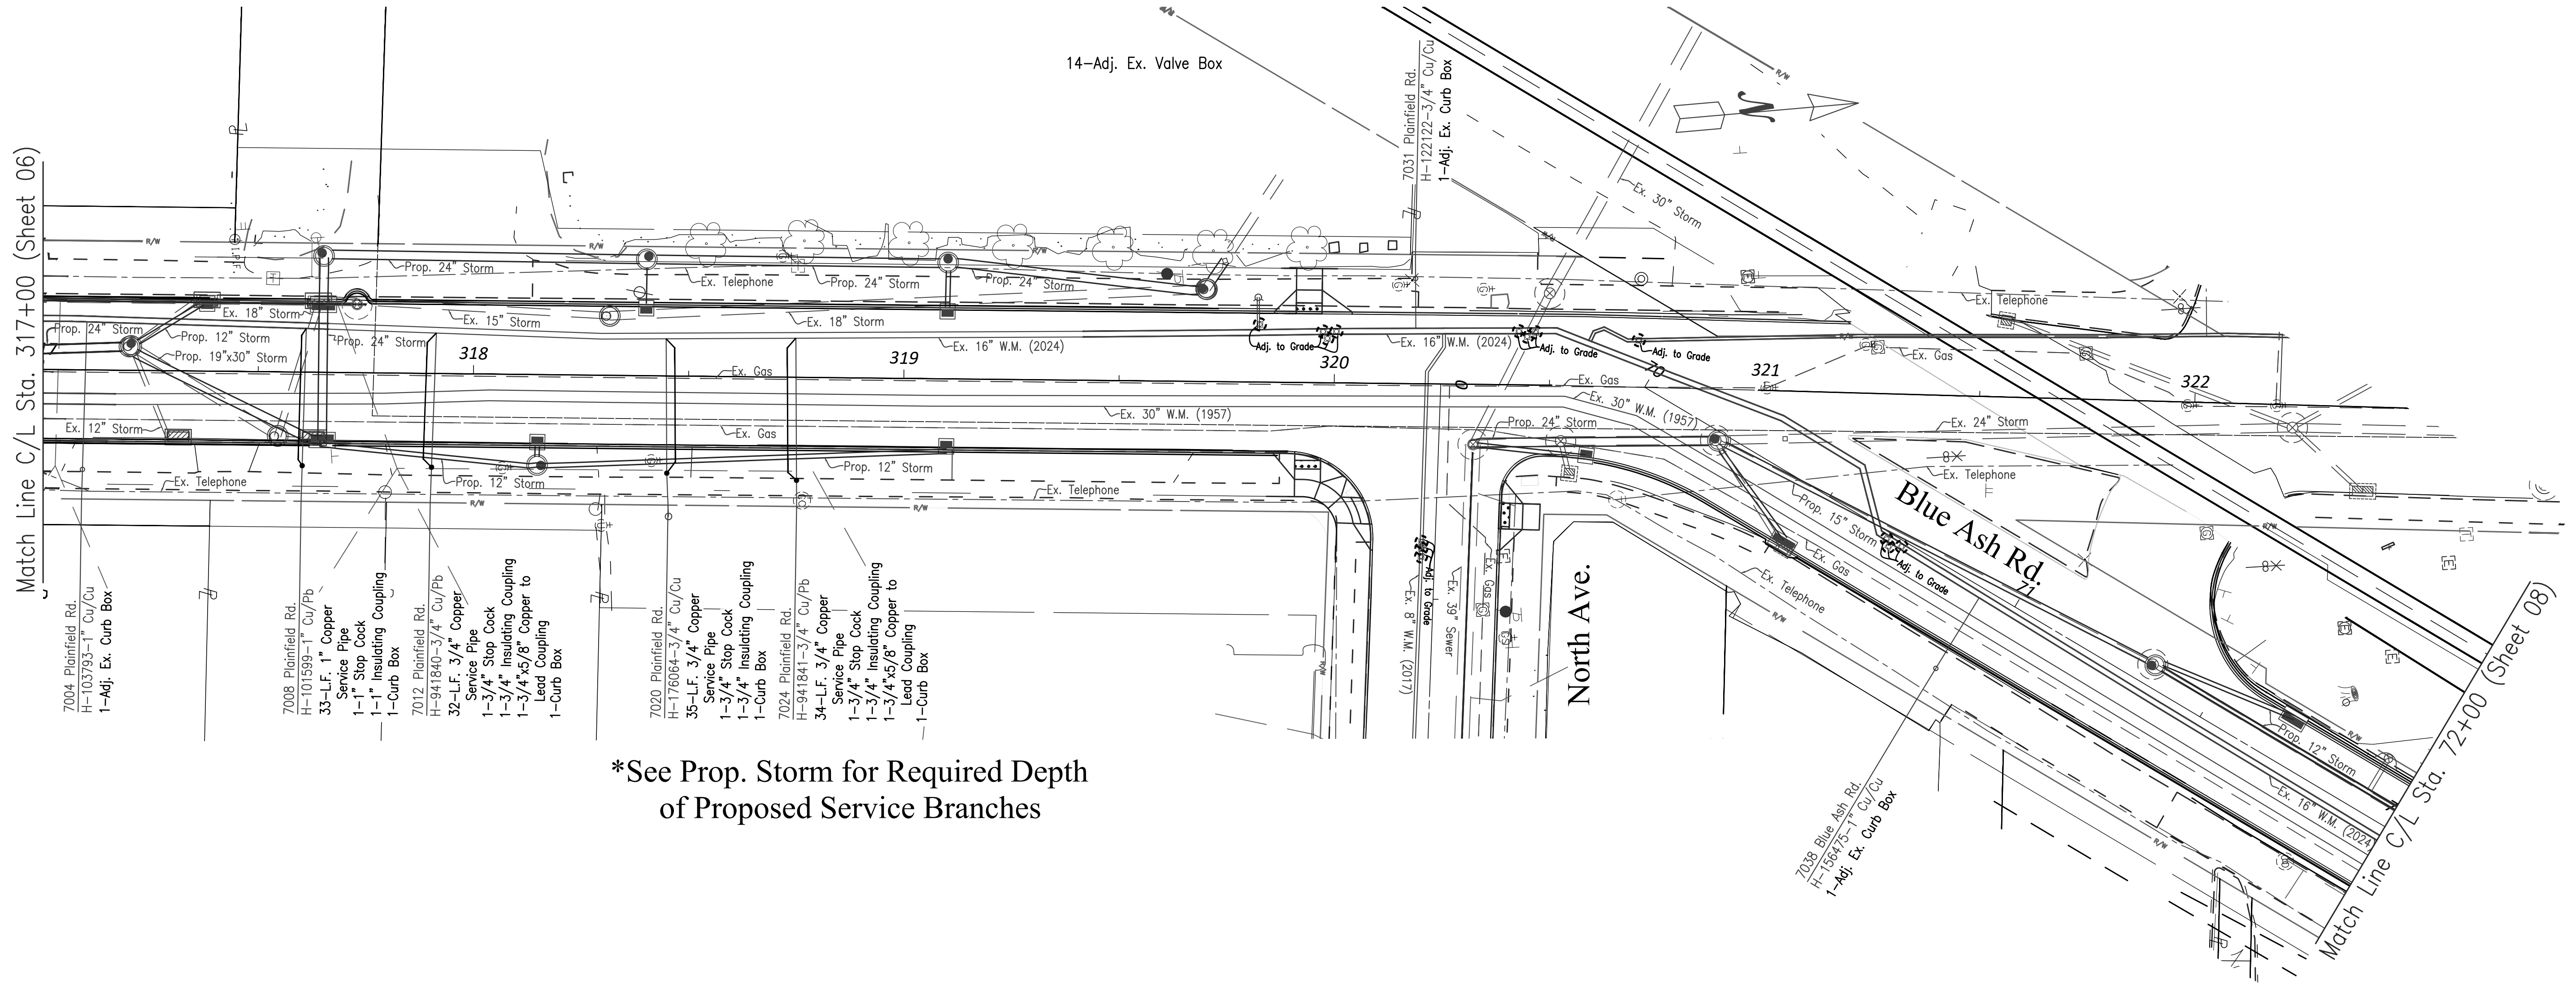 14-Adj. Ex. Valve Box
Match Line C/L Sta. 317+00 (Sheet 06)
7031 Plainfield Rd.
H-122122-3/4" Cu/Cu
1-Adj. Ex. Curb Box
R/W
R/W
R/W
R/W
R/W
Ex. 30" Storm
Prop. 24" Storm
Ex. Telephone
Prop. 24" Storm
Prop. 24" Storm
Ex. Telephone
Ex. 18" Storm
Ex. 15" Storm
Ex. 18" Storm
Prop. 24" Storm
Prop. 12" Storm
Prop. 24" Storm
Prop. 19"x30" Storm
318
319
Ex. 16" W.M. (2024)
Adj. to Grade
320
Ex. 16" W.M. (2024)
Adj. to Grade
Adj. to Grade
70
321
R/W
Ex. Gas
322
Ex. Gas
Ex. Gas
0
Ex. 30" W.M. (1957)
Ex. 30" W.M. (1957)
Ex. 12" Storm
Ex. Gas
Prop. 24" Storm
Ex. 24" Storm
Prop. 12" Storm
Prop. 12" Storm
Ex. Telephone
Ex. Telephone
Ex. Telephone
R/W
R/W
R/W
Prop. 15" Storm
Blue Ash Rd.
71
Ex. Gas
Adj. to Grade
Ex. Telephone
R/W
7004 Plainfield Rd.
H-103793-1" Cu/Cu
1-Adj. Ex. Curb Box
7008 Plainfield Rd.
H-101599-1" Cu/Pb
33-L.F. 1" Copper
Service Pipe
1-1" Stop Cock
1-1" Insulating Coupling
1-Curb Box
7012 Plainfield Rd.
H-941840-3/4" Cu/Pb
32-L.F. 3/4" Copper
Service Pipe
1-3/4" Stop Cock
1-3/4" Insulating Coupling
1-3/4"x5/8" Copper to
Lead Coupling
1-Curb Box
7020 Plainfield Rd.
H-176064-3/4" Cu/Cu
35-L.F. 3/4" Copper
Service Pipe
1-3/4" Stop Cock
1-3/4" Insulating Coupling
1-Curb Box
7024 Plainfield Rd.
H-941841-3/4" Cu/Pb
34-L.F. 3/4" Copper
Service Pipe
1-3/4" Stop Cock
1-3/4" Insulating Coupling
1-3/4"x5/8" Copper to
Lead Coupling
1-Curb Box
R/W
Ex. 8" W.M. (2017)
Adj. to Grade
Ex. 39" Sewer
Ex. Gas
North Ave.
*See Prop. Storm for Required Depth
of Proposed Service Branches
7038 Blue Ash Rd.
H-156475-1" Cu/Cu
1-Adj. Ex. Curb Box
R/W
Prop. 12" Storm
Ex. 16" W.M. (2024)
R/W
Match Line C/L Sta. 72+00 (Sheet 08)